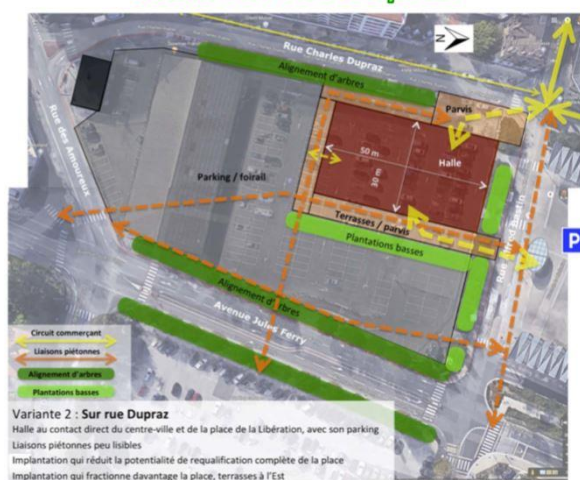 Rue Charles Dupraz
Alignement d'arbres
N
Parvis
Rue des Amoureux
50 m
Halle
30 m
Parking / foirail
Terrasses / parvis
Plantations basses
Rue
P
Alignement d'arbres
Avenue Jules Ferry
Circuit commerçant
Liaisons piétonnes
Alignement d'arbres
Plantations basses
Variante 2 : Sur rue Dupraz
Halle au contact direct du centre-ville et de la place de la Libération, avec son parking
Liaisons piétonnes peu lisibles
Implantation qui réduit la potentialité de requalification complète de la place
Implantation qui fractionne davantage la place, terrasses à l'Est